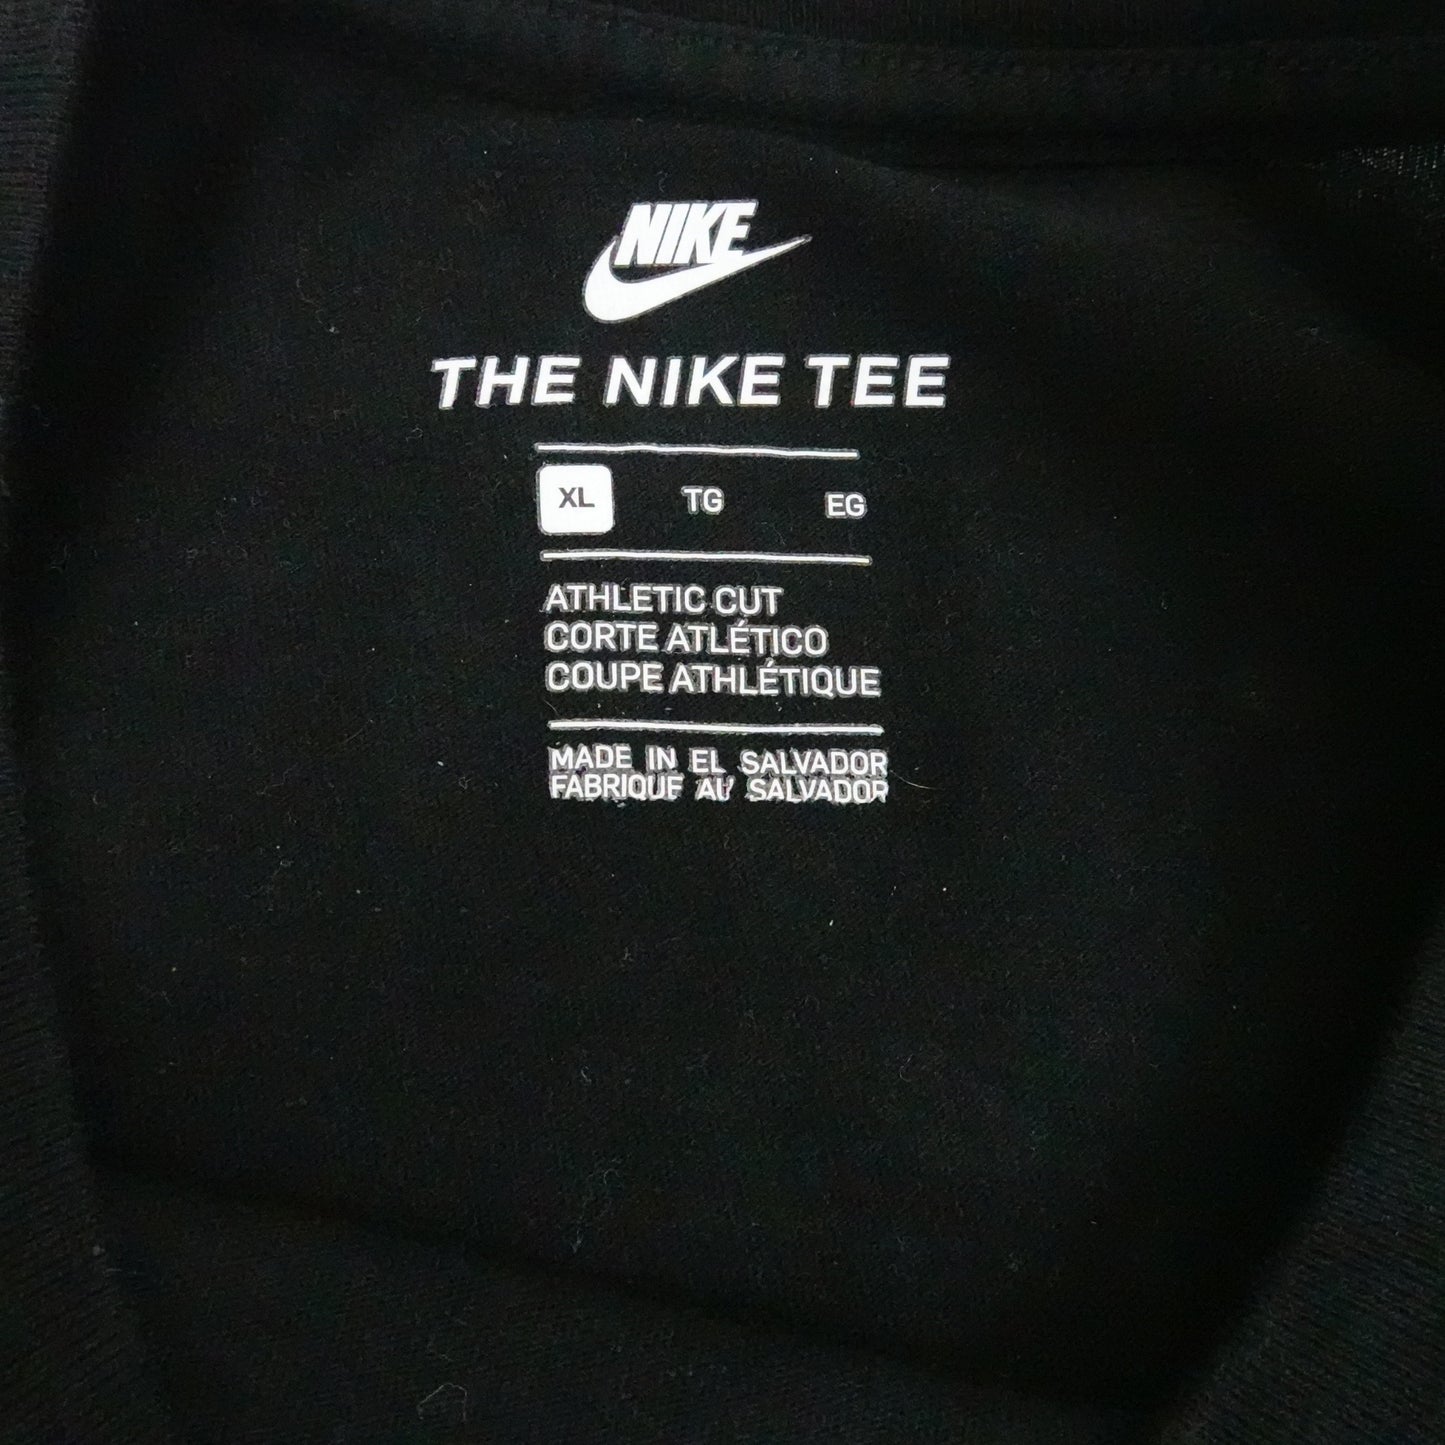 NIKE
THE NIKE TEE
XL TG EG
ATHLETIC CUT
CORTE ATLÉTICO
COUPE ATHLÉTIQUE
MADE IN EL SALVADOR
FABRIQUE AU SALVADOR